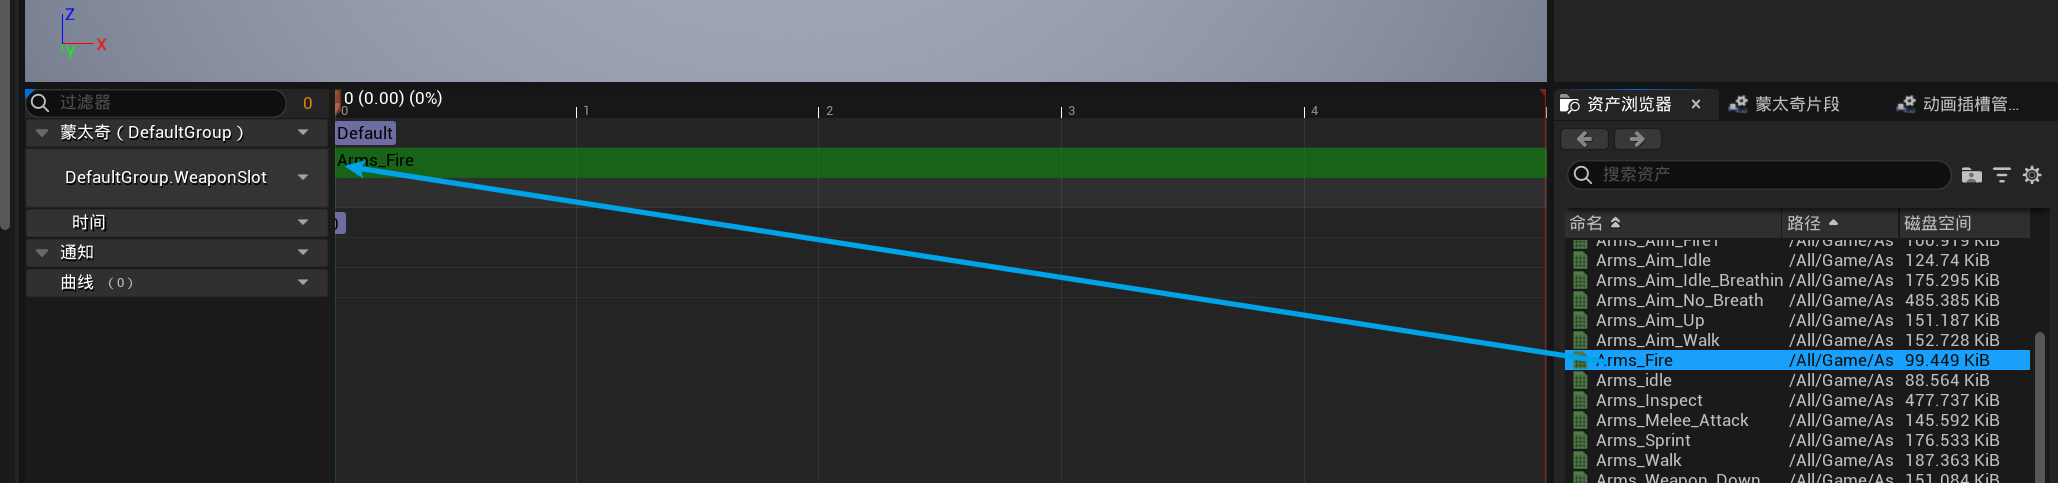 Z
X
Y
过滤器
0
0 (0.00) (0%)
0
1
2
3
4
蒙太奇（DefaultGroup）
Default
DefaultGroup.WeaponSlot
Arms_Fire
时间
通知
曲线 （0）
资产浏览器 × 蒙太奇片段 动画插槽管...
搜索资产
命名 路径 磁盘空间
Arms_Aim_Fire1 /All/Game/As 100.919 KiB
Arms_Aim_Idle /All/Game/As 124.74 KiB
Arms_Aim_Idle_Breathin /All/Game/As 175.295 KiB
Arms_Aim_No_Breath /All/Game/As 485.385 KiB
Arms_Aim_Up /All/Game/As 151.187 KiB
Arms_Aim_Walk /All/Game/As 152.728 KiB
Arms_Fire /All/Game/As 99.449 KiB
Arms_idle /All/Game/As 88.564 KiB
Arms_Inspect /All/Game/As 477.737 KiB
Arms_Melee_Attack /All/Game/As 145.592 KiB
Arms_Sprint /All/Game/As 176.533 KiB
Arms_Walk /All/Game/As 187.363 KiB
Arms_Weapon_Down /All/Game/As 151.084 KiB